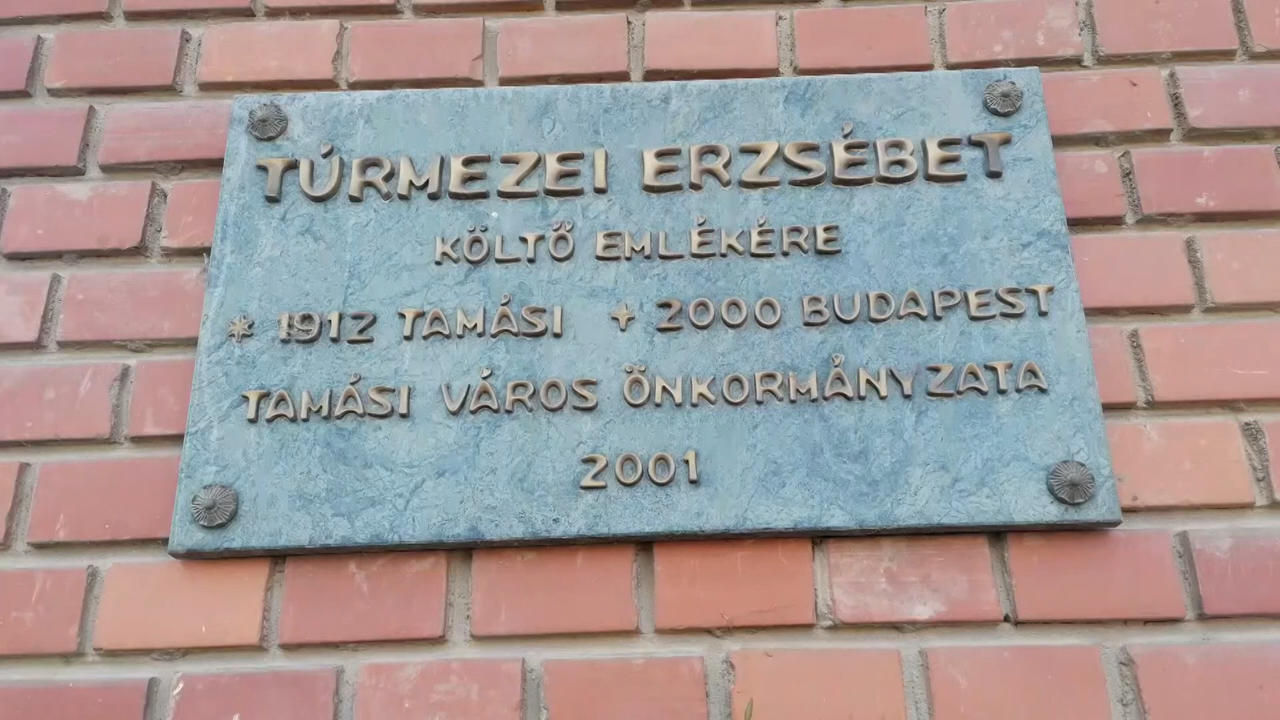 TÚRMEZEI ERZSÉBET
KÖLTŐ EMLÉKÉRE
* 1912 TAMÁSI + 2000 BUDAPEST
TAMÁSI VÁROS ÖNKORMÁNYZATA
2001